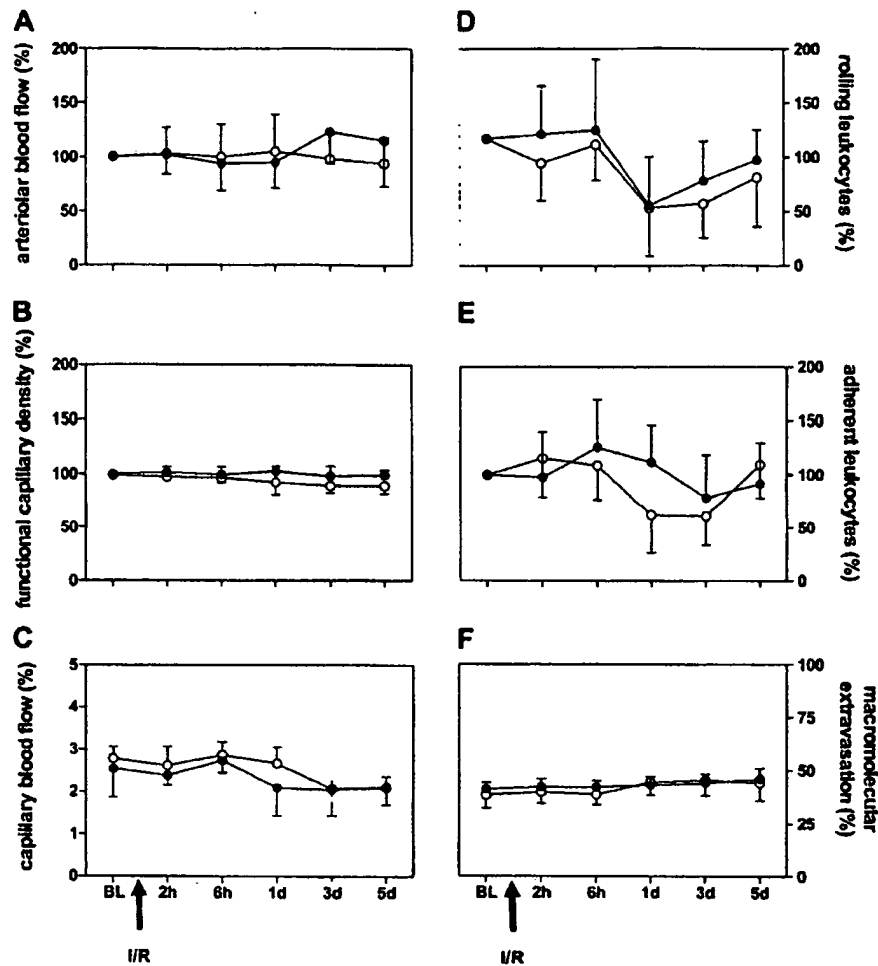 A
arteriolar blood flow (%)
200
150
100
50
0
D
rolling leukocytes (%)
200
150
100
50
0
B
functional capillary density (%)
200
150
100
50
0
E
adherent leukocytes (%)
200
150
100
50
0
C
capillary blood flow (%)
5
4
3
2
1
0
BL 2h 6h 1d 3d 5d
I/R
F
macromolecular
extravasation (%)
100
75
50
25
0
BL 2h 6h 1d 3d 5d
I/R